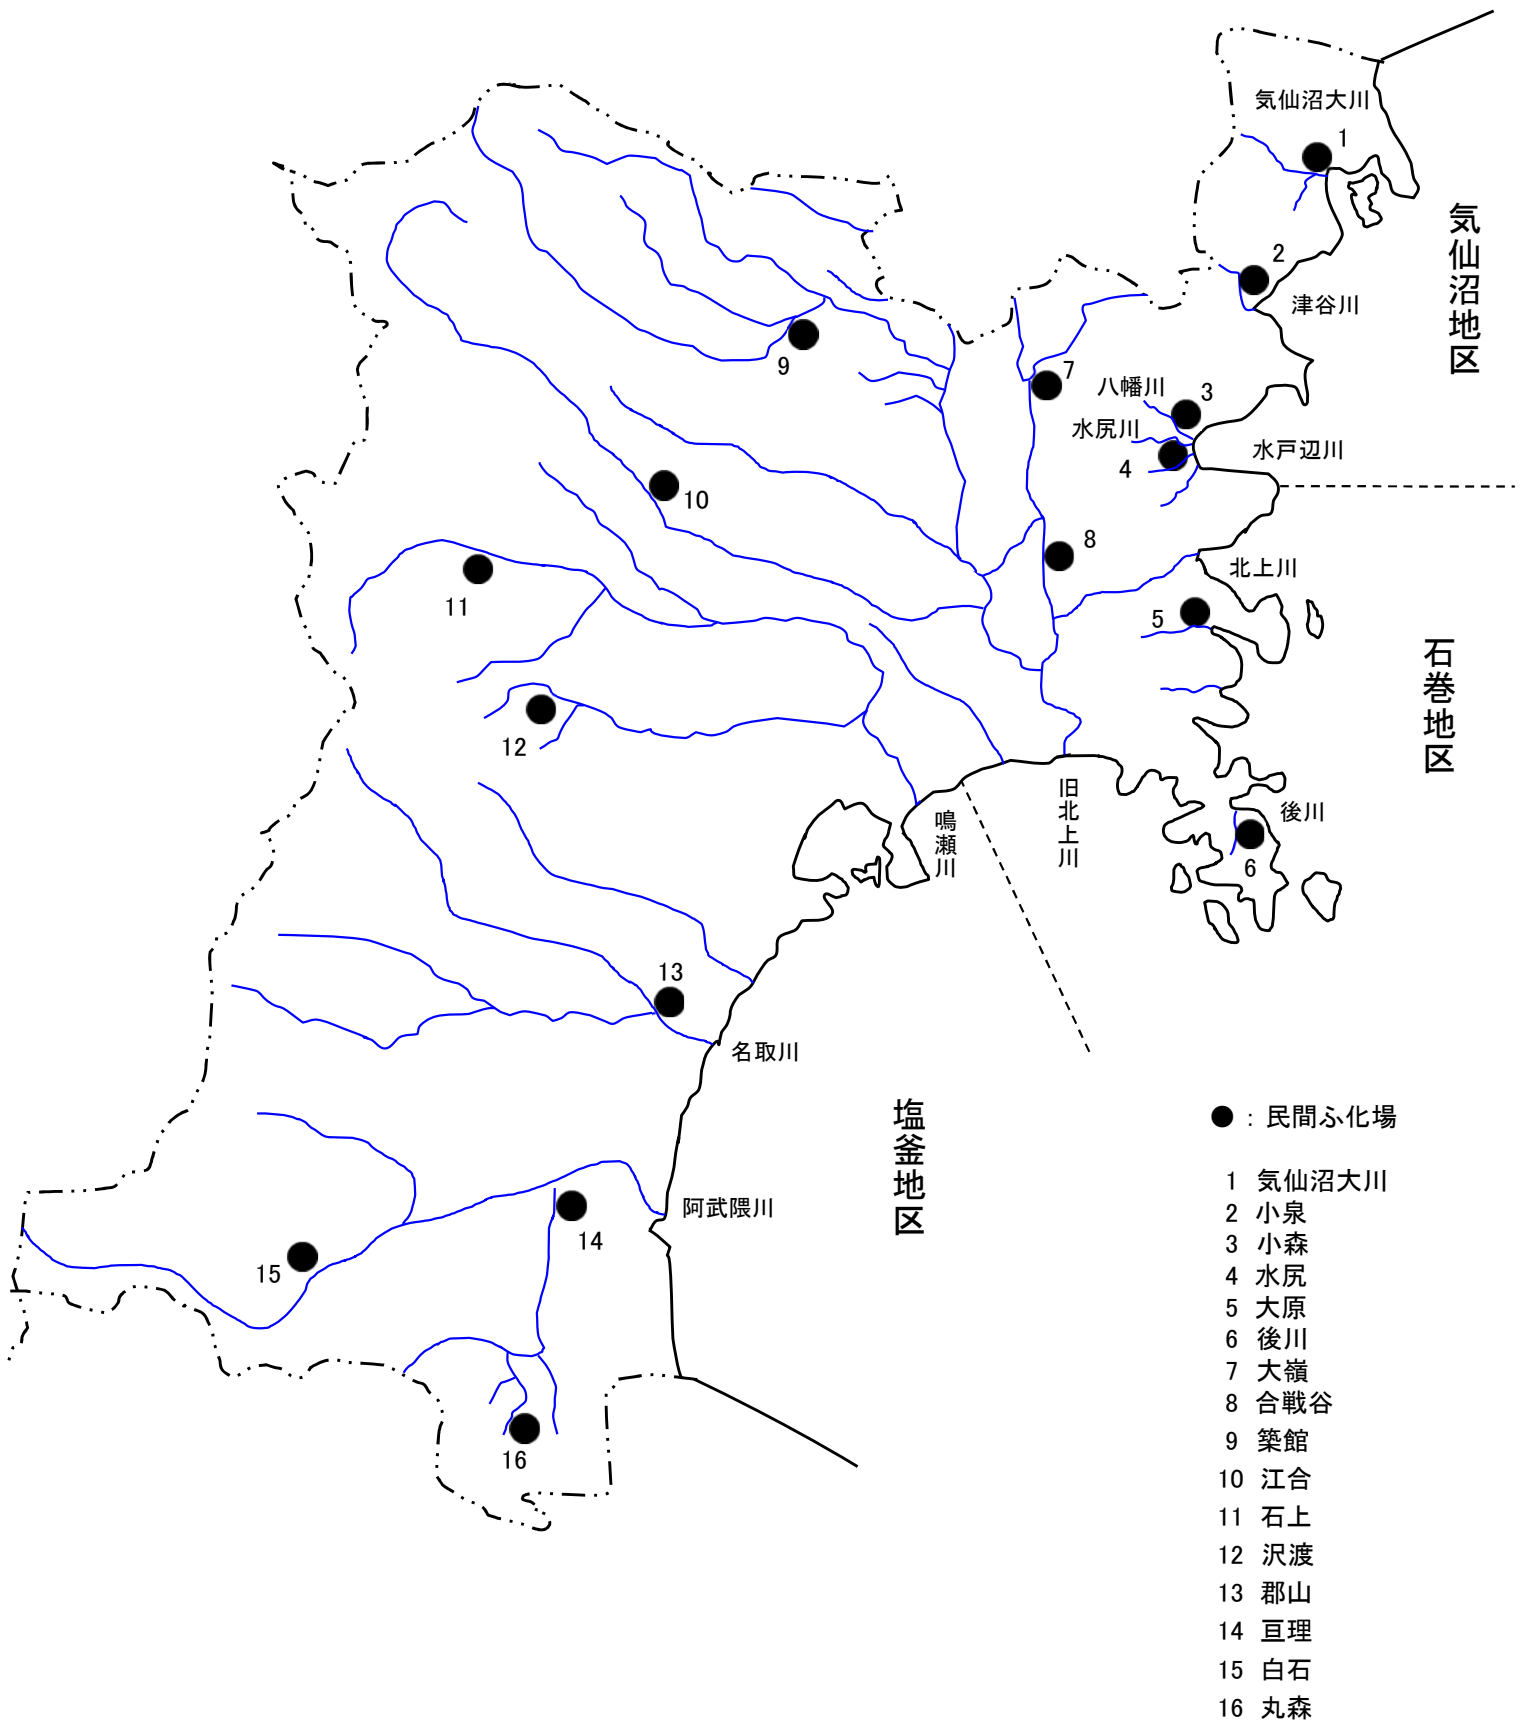 気仙沼大川
1
気仙沼地区
2
津谷川
9
7
八幡川
3
水尻川
水戸辺川
4
10
8
北上川
11
5
石巻地区
12
旧北上川
後川
鳴瀬川
6
13
名取川
塩釜地区
●：民間ふ化場
阿武隈川
14
15
16
1 気仙沼大川
2 小泉
3 小森
4 水尻
5 大原
6 後川
7 大嶺
8 合戦谷
9 築館
10 江合
11 石上
12 沢渡
13 郡山
14 亘理
15 白石
16 丸森